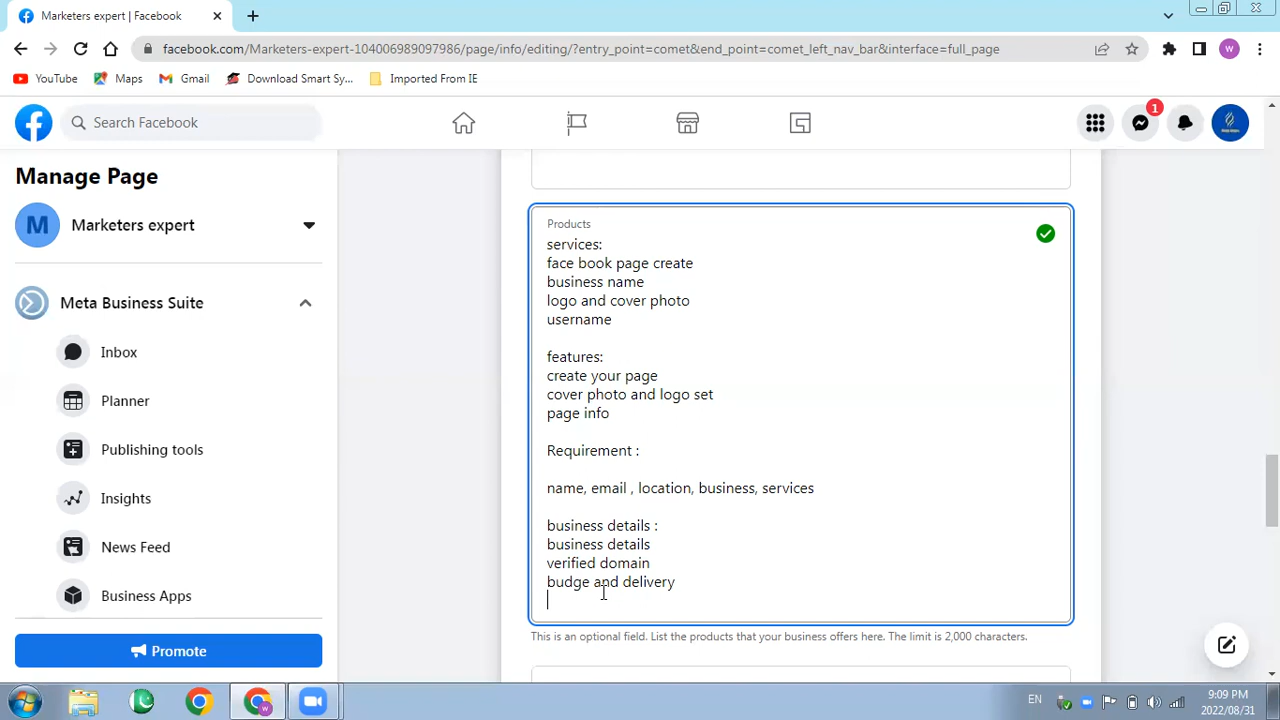 Marketers expert | Facebook
facebook.com/Marketers-expert-104006989097986/page/info/editing/?entry_point=comet&end_point=comet_left_nav_bar&interface=full_page
W
YouTube
Maps
Gmail
Download Smart Sy...
Imported From IE
Search Facebook
1
Manage Page
M
Marketers expert
Meta Business Suite
Inbox
Planner
Publishing tools
Insights
News Feed
Business Apps
Promote
Products
services:
face book page create
business name
logo and cover photo
username
features:
create your page
cover photo and logo set
page info
Requirement :
name, email , location, business, services
business details :
business details
verified domain
budge and delivery
This is an optional field. List the products that your business offers here. The limit is 2,000 characters.
EN
9:09 PM
2022/08/31